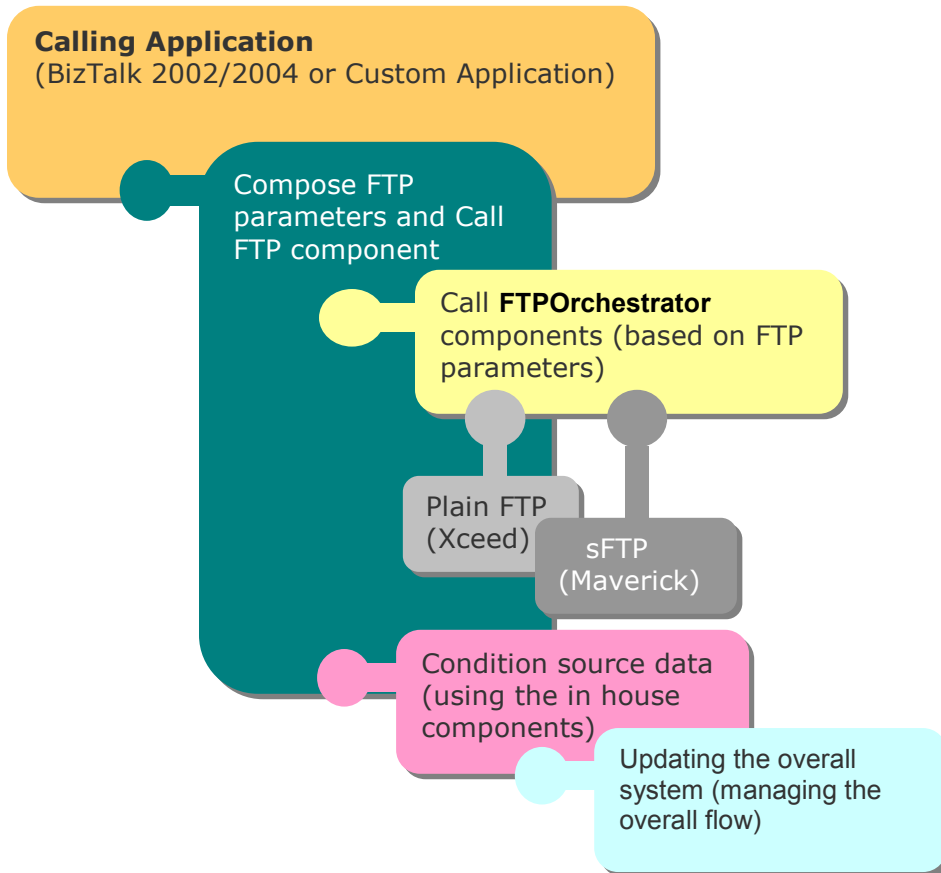 Calling Application
(BizTalk 2002/2004 or Custom Application)
Compose FTP
parameters and Call
FTP component
Call FTPOrchestrator
components (based on FTP
parameters)
Plain FTP
(Xceed)
sFTP
(Maverick)
Condition source data
(using the in house
components)
Updating the overall
system (managing the
overall flow)